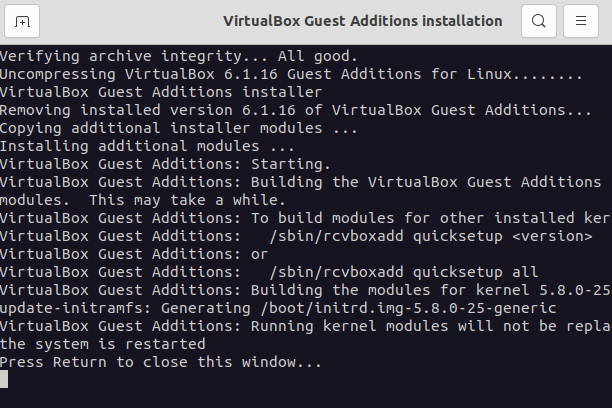 VirtualBox Guest Additions installation
Verifying archive integrity... All good.
Uncompressing VirtualBox 6.1.16 Guest Additions for Linux........
VirtualBox Guest Additions installer
Removing installed version 6.1.16 of VirtualBox Guest Additions...
Copying additional installer modules ...
Installing additional modules ...
VirtualBox Guest Additions: Starting.
VirtualBox Guest Additions: Building the VirtualBox Guest Additions
modules.  This may take a while.
VirtualBox Guest Additions: To build modules for other installed ker
VirtualBox Guest Additions:   /sbin/rcvboxadd quicksetup <version>
VirtualBox Guest Additions: or
VirtualBox Guest Additions:   /sbin/rcvboxadd quicksetup all
VirtualBox Guest Additions: Building the modules for kernel 5.8.0-25
update-initramfs: Generating /boot/initrd.img-5.8.0-25-generic
VirtualBox Guest Additions: Running kernel modules will not be repla
the system is restarted
Press Return to close this window...